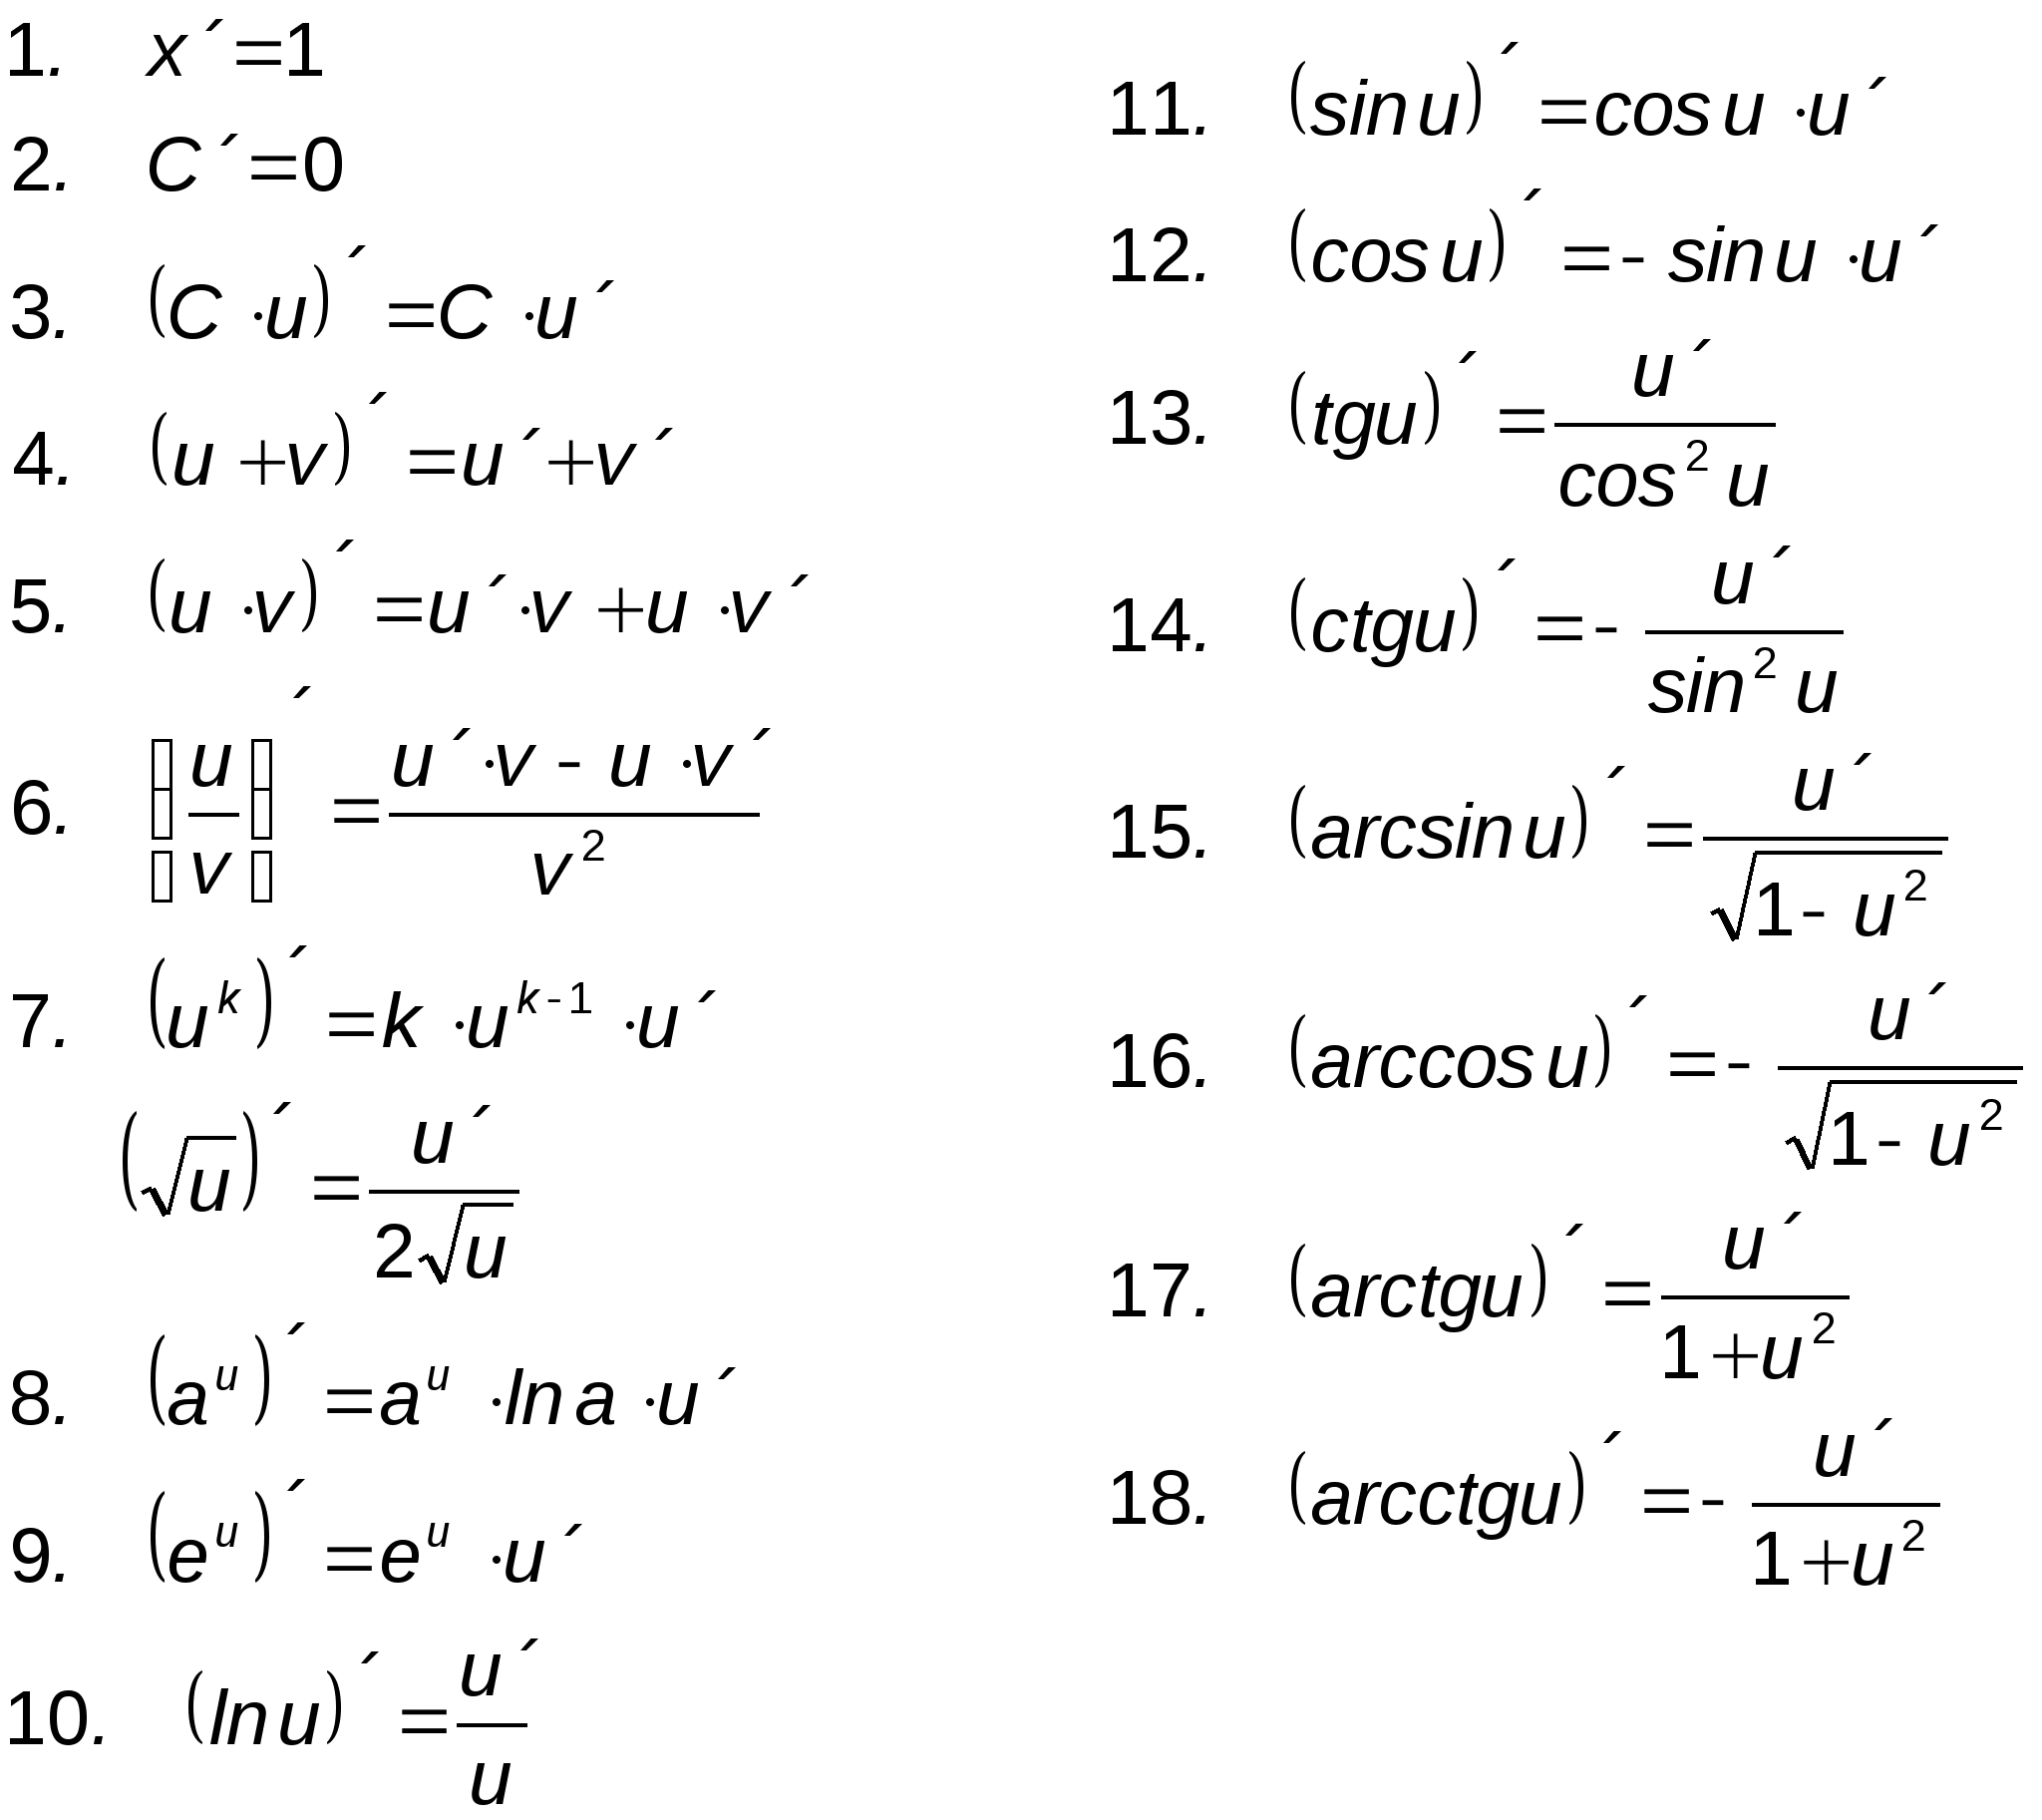 1. x´=1
2. C´=0
3. (C ·u)´=C ·u´
4. (u +v)´=u´+v´
5. (u ·v)´=u´·v +u ·v´
6. (u/v)´=(u´·v - u ·v´)/v²
7. (u^k)´=k ·u^(k-1) ·u´
(√u)´=u´/(2√u)
8. (a^u)´=a^u ·ln a ·u´
9. (e^u)´=e^u ·u´
10. (ln u)´=u´/u
11. (sin u)´=cos u ·u´
12. (cos u)´=- sin u ·u´
13. (tgu)´=u´/(cos² u)
14. (ctgu)´=- u´/(sin² u)
15. (arcsin u)´=u´/√(1- u²)
16. (arccos u)´=- u´/√(1- u²)
17. (arctgu)´=u´/(1+u²)
18. (arcctgu)´=- u´/(1+u²)